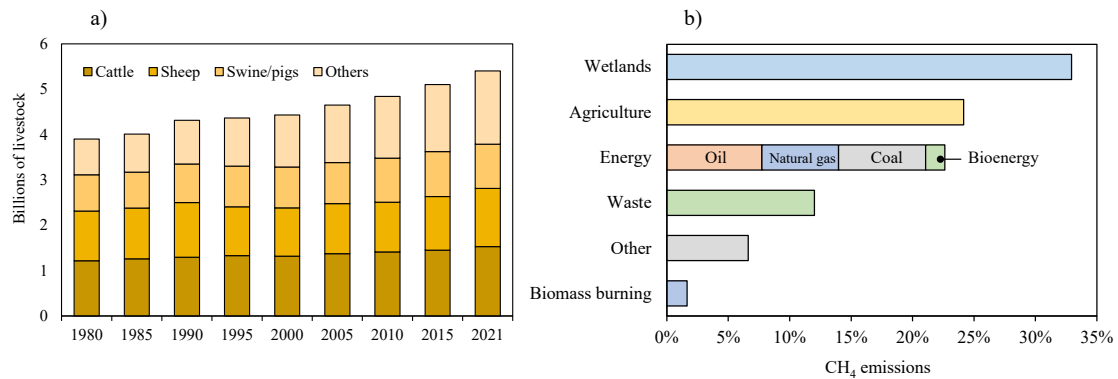 a)
Billions of livestock
6
5
4
3
2
1
0
Cattle Sheep Swine/pigs Others
1980 1985 1990 1995 2000 2005 2010 2015 2021
b)
Wetlands
Agriculture
Energy Oil Natural gas Coal Bioenergy
Waste
Other
Biomass burning
0% 5% 10% 15% 20% 25% 30% 35%
CH₄ emissions